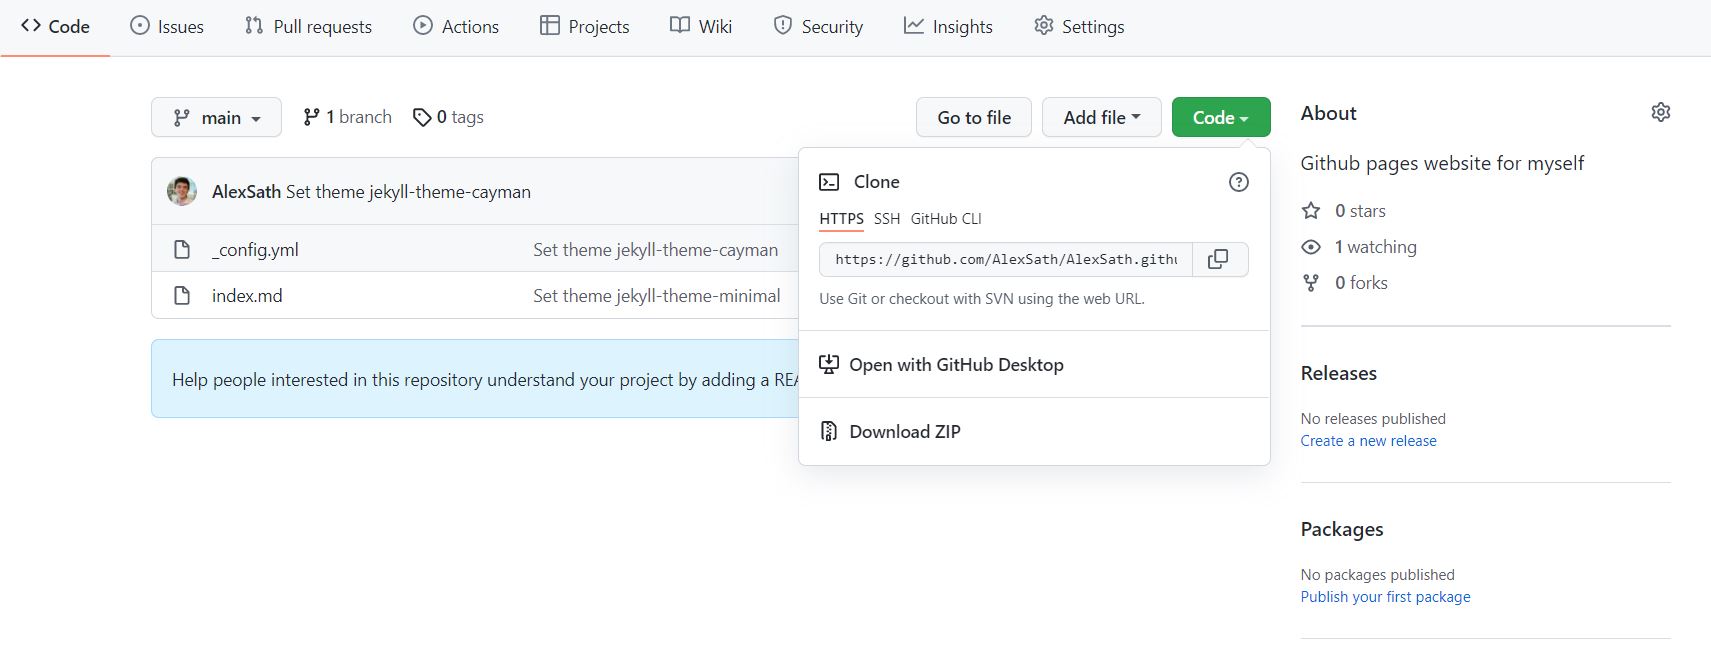 Code Issues Pull requests Actions Projects Wiki Security Insights Settings
main 1 branch 0 tags Go to file Add file Code
AlexSath Set theme jekyll-theme-cayman
_config.yml Set theme jekyll-theme-cayman
index.md Set theme jekyll-theme-minimal
Help people interested in this repository understand your project by adding a
Clone
HTTPS SSH GitHub CLI
https://github.com/AlexSath/AlexSath.githu
Use Git or checkout with SVN using the web URL.
Open with GitHub Desktop
Download ZIP
About
Github pages website for myself
0 stars
1 watching
0 forks
Releases
No releases published
Create a new release
Packages
No packages published
Publish your first package